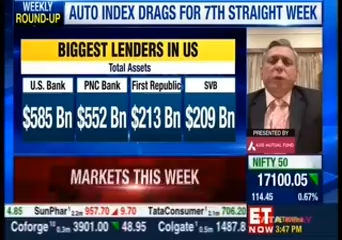 WEEKLY
ROUND-UP
AUTO INDEX DRAGS FOR 7TH STRAIGHT WEEK
BIGGEST LENDERS IN US
Total Assets
U.S. Bank
PNC Bank
First Republic
SVB
$585 Bn
$552 Bn
$213 Bn
$209 Bn
PRESENTED BY
AXIS MUTUAL FUND
MARKETS THIS WEEK
NIFTY 50
17100.05
114.45 0.67%
4.85 SunPhar 957.70 9.70 TataConsumer 706.20
Coforge 3901.00 48.95 Colgate 1487.8
ET
NOW
3:47 PM